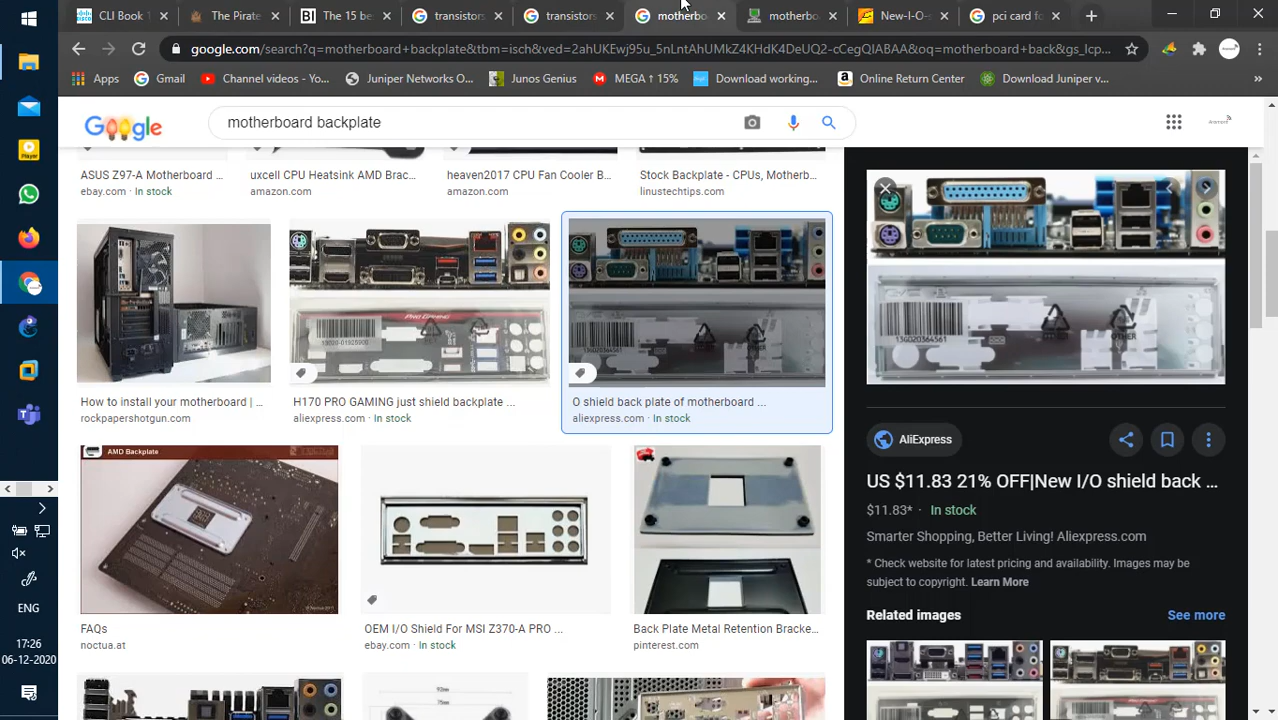 CLI Book 1
The Pirate
The 15 be
transistors
transistors
motherbo
motherbo
New-I-O-s
pci card fo
google.com/search?q=motherboard+backplate&tbm=isch&ved=2ahUKEwj95u_5nLntAhUMkZ4KHdK4DeUQ2-cCegQIABAA&oq=motherboard+back&gs_lcp...
Apps
Gmail
Channel videos - Yo...
Juniper Networks O...
Junos Genius
MEGA ↑ 15%
Download working...
Online Return Center
Download Juniper v...
»
Google
motherboard backplate
ASUS Z97-A Motherboard ...
ebay.com · In stock
uxcell CPU Heatsink AMD Brac...
amazon.com
heaven2017 CPU Fan Cooler B...
amazon.com
Stock Backplate - CPUs, Motherb...
linustechtips.com
How to install your motherboard | ...
rockpapershotgun.com
PRO GAMING
H170 PRO GAMING just shield backplate ...
aliexpress.com · In stock
O shield back plate of motherboard ...
aliexpress.com · In stock
13G020364561
OTHER
AliExpress
US $11.83 21% OFF|New I/O shield back ...
$11.83* · In stock
Smarter Shopping, Better Living! Aliexpress.com
* Check website for latest pricing and availability. Images may be
subject to copyright. Learn More
Related images
See more
AMD Backplate
FAQs
noctua.at
OEM I/O Shield For MSI Z370-A PRO ...
ebay.com · In stock
Back Plate Metal Retention Bracke...
pinterest.com
Player
ENG
17:26
06-12-2020